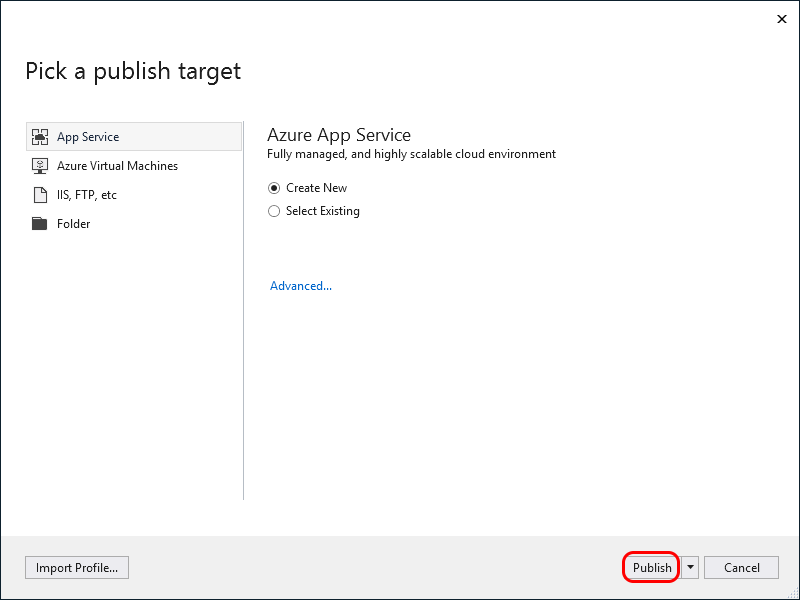 Pick a publish target
App Service
Azure Virtual Machines
IIS, FTP, etc
Folder
Azure App Service
Fully managed, and highly scalable cloud environment
Create New
Select Existing
Advanced...
Import Profile...
Publish
Cancel